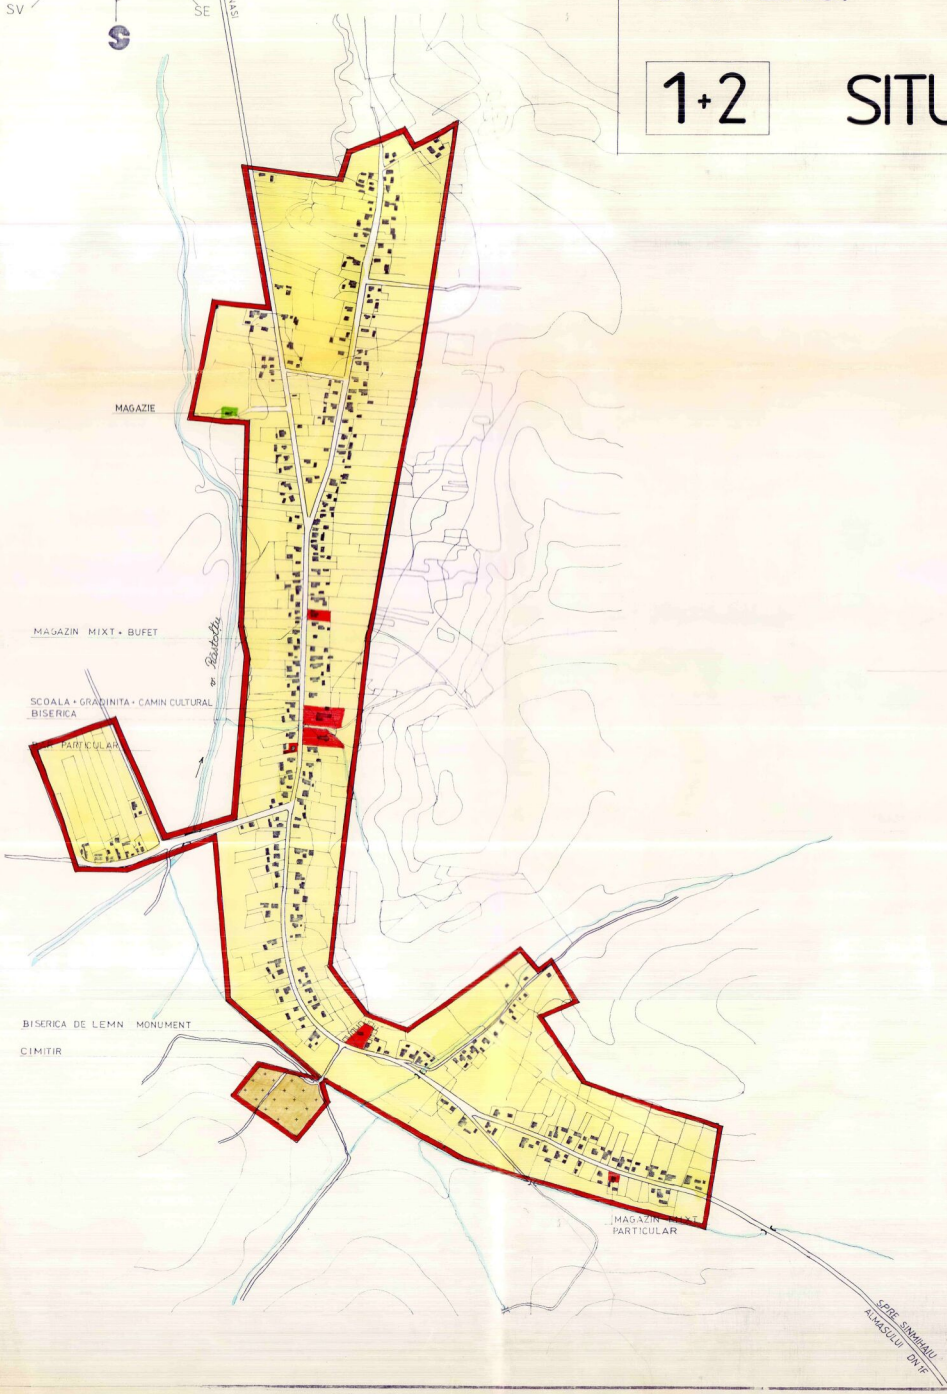 SV
SE
S
1+2 SITU
MAGAZIE
MAGAZIN MIXT + BUFET
SCOALA + GRADINITA + CAMIN CULTURAL
BISERICA
PARTICULAR
BISERICA DE LEMN MONUMENT
CIMITIR
MAGAZIN MIXT
PARTICULAR
SPRE SINMIHAIU
ALMASULUI DN 1F